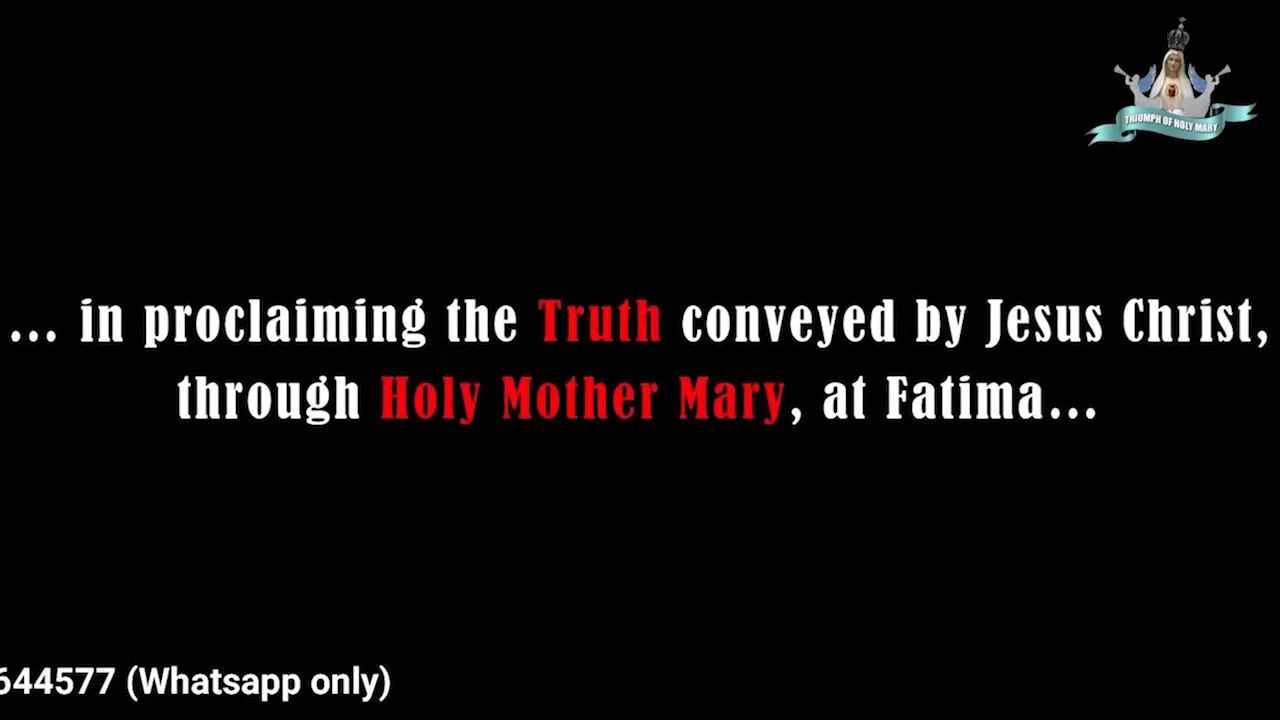 TRIUMPH OF HOLY MARY
... in proclaiming the Truth conveyed by Jesus Christ,
through Holy Mother Mary, at Fatima...
644577 (Whatsapp only)